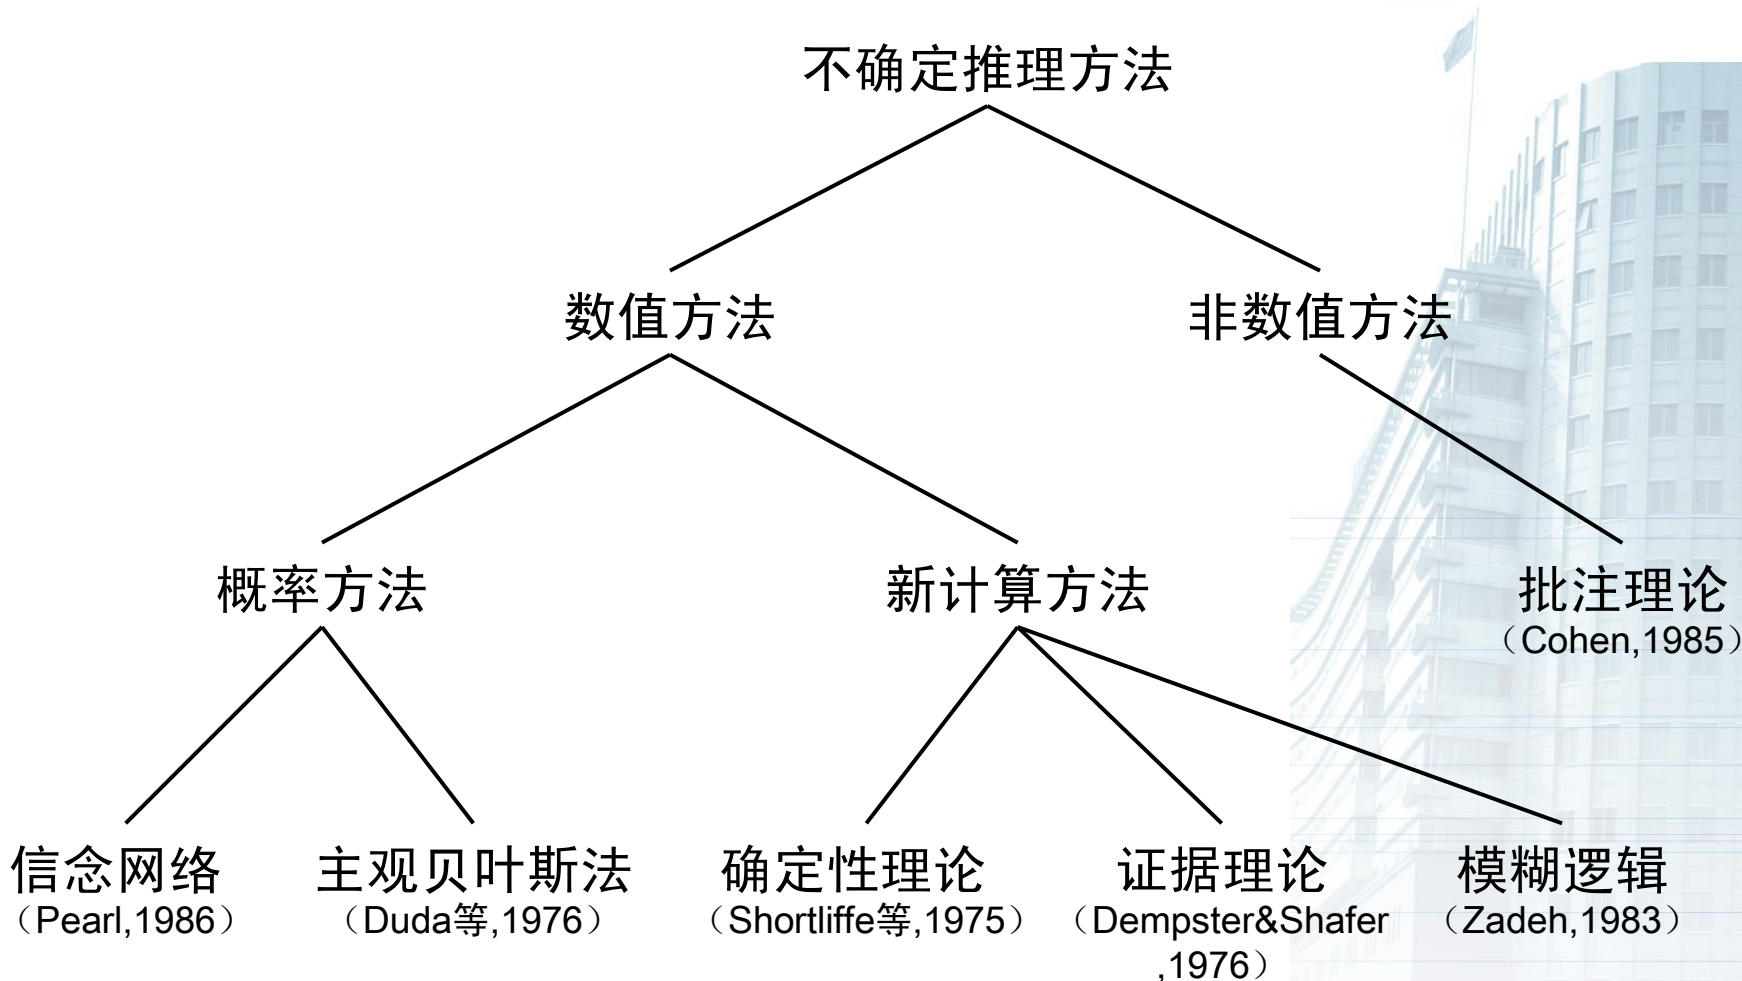 不确定推理方法
数值方法
非数值方法
概率方法
新计算方法
批注理论
（Cohen,1985）
信念网络
（Pearl,1986）
主观贝叶斯法
（Duda等,1976）
确定性理论
（Shortliffe等,1975）
证据理论
（Dempster&Shafer
,1976）
模糊逻辑
（Zadeh,1983）